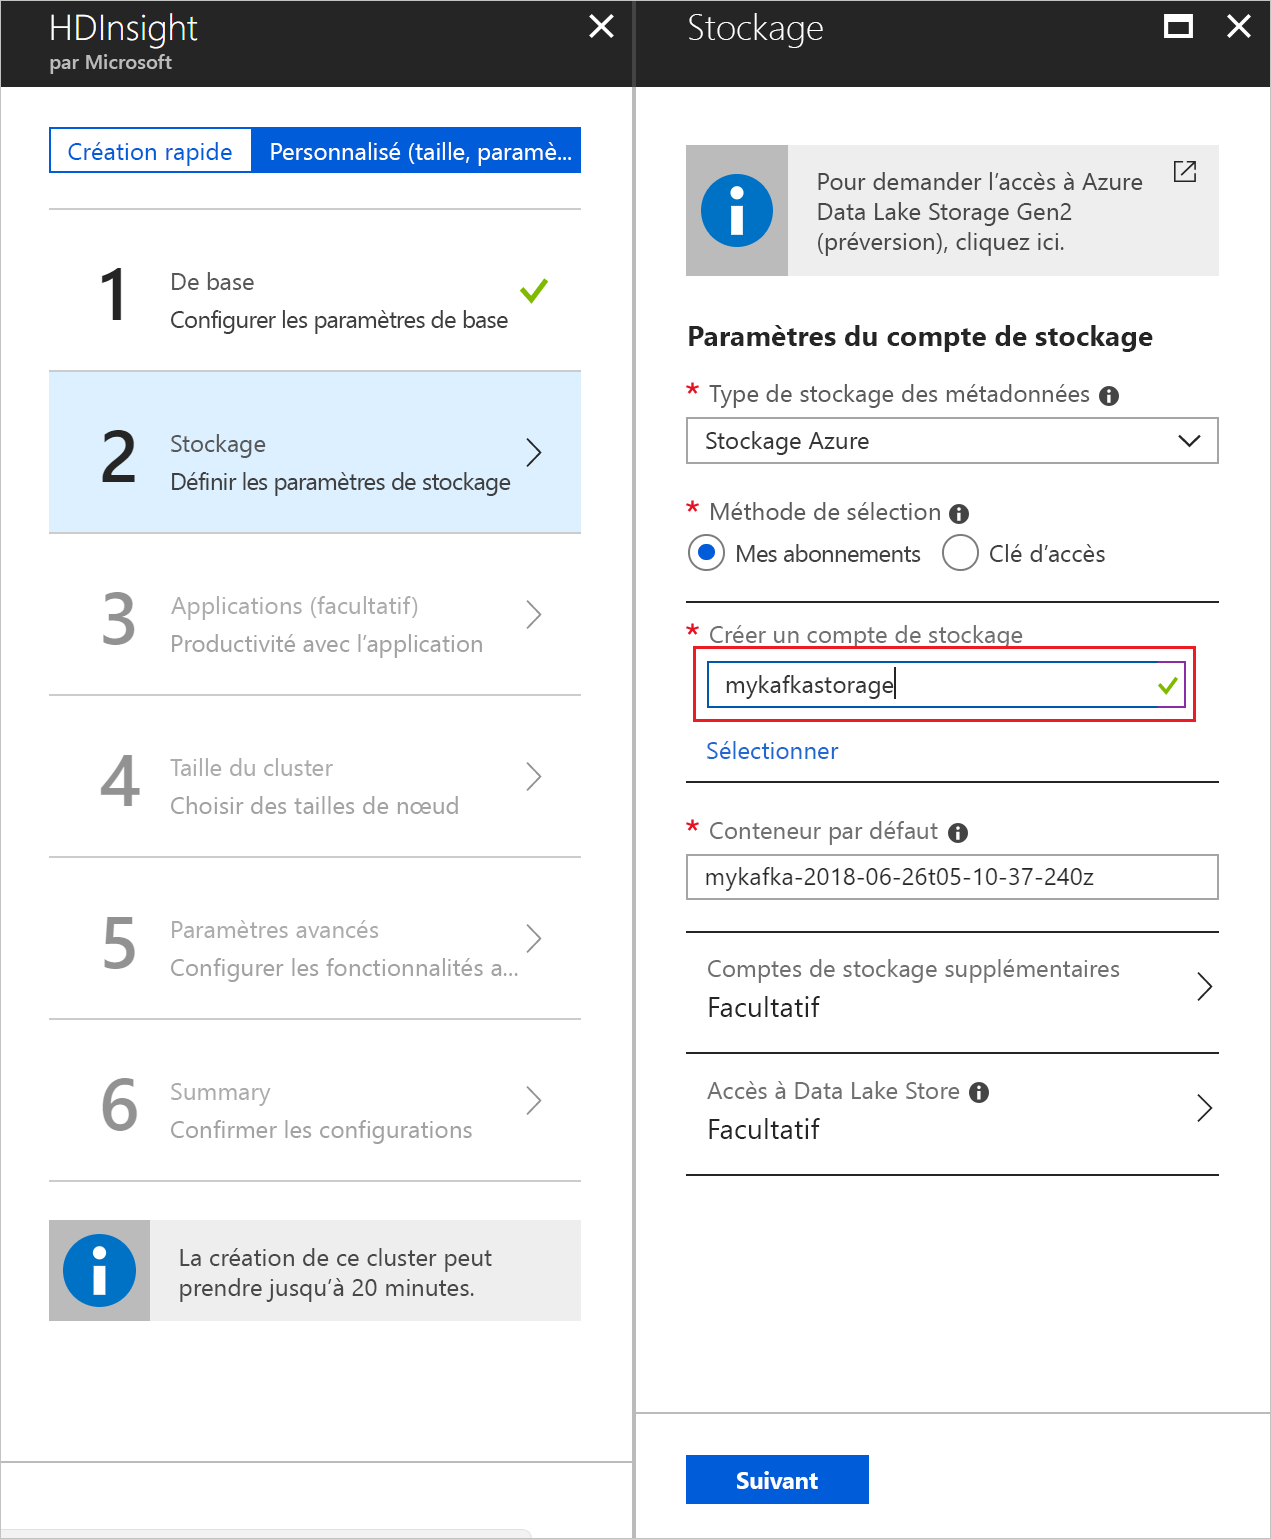 HDInsight
par Microsoft
Création rapide
Personnalisé (taille, paramè...
1
De base
Configurer les paramètres de base
2
Stockage
Définir les paramètres de stockage
3
Applications (facultatif)
Productivité avec l’application
4
Taille du cluster
Choisir des tailles de nœud
5
Paramètres avancés
Configurer les fonctionnalités a...
6
Summary
Confirmer les configurations
La création de ce cluster peut
prendre jusqu’à 20 minutes.
Stockage
Pour demander l’accès à Azure
Data Lake Storage Gen2
(préversion), cliquez ici.
Paramètres du compte de stockage
* Type de stockage des métadonnées
Stockage Azure
* Méthode de sélection
Mes abonnements
Clé d’accès
* Créer un compte de stockage
mykafkastorage
Sélectionner
* Conteneur par défaut
mykafka-2018-06-26t05-10-37-240z
Comptes de stockage supplémentaires
Facultatif
Accès à Data Lake Store
Facultatif
Suivant